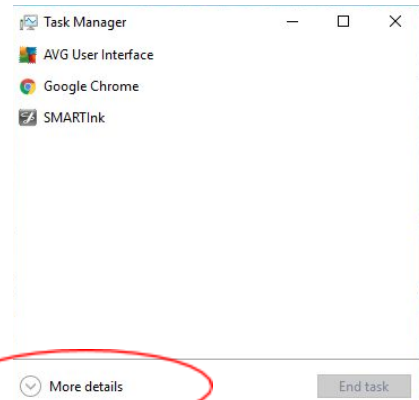 Task Manager
AVG User Interface
Google Chrome
SMARTInk
More details
End task